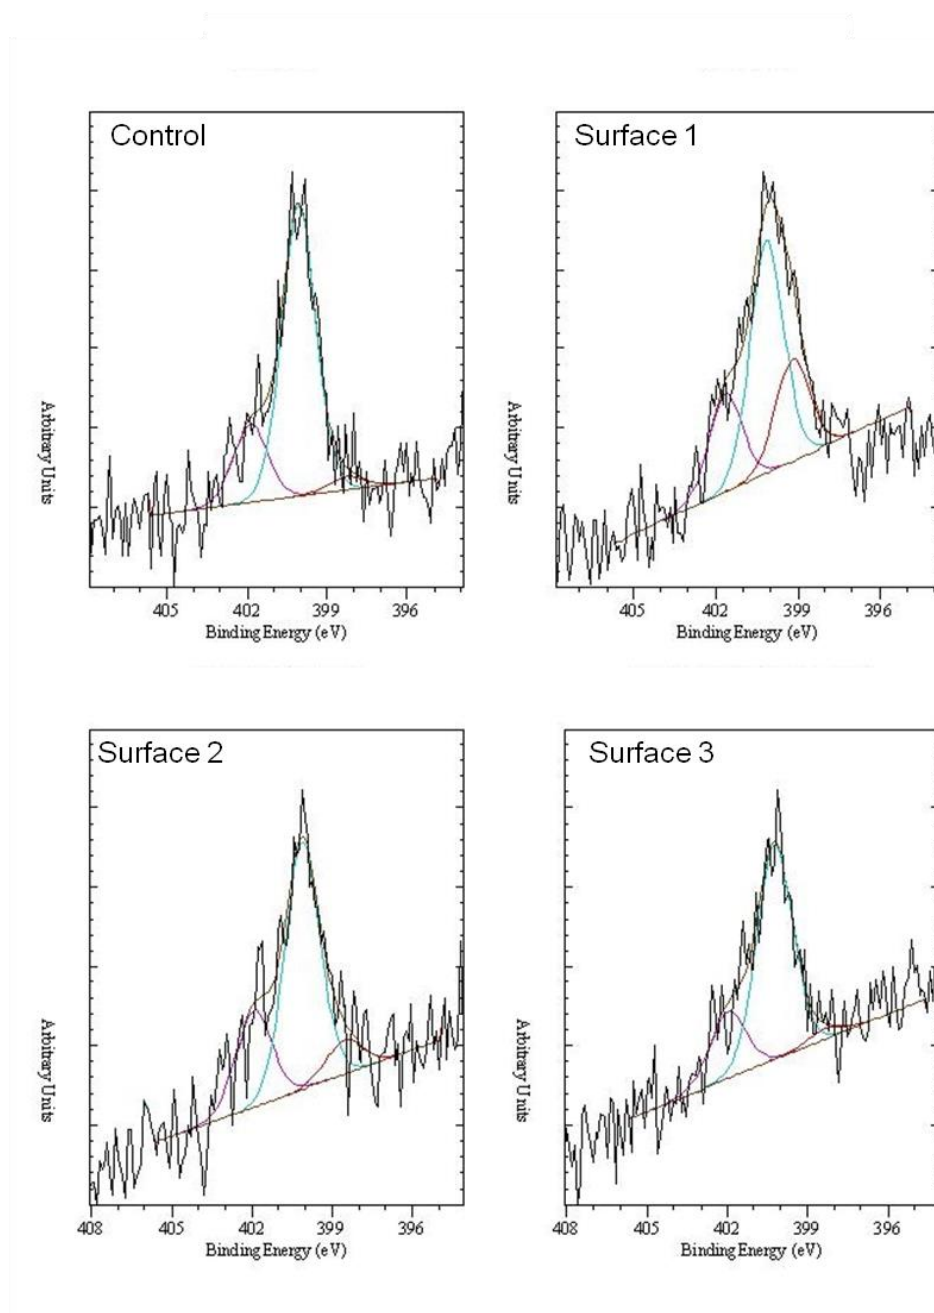 Control
Surface 1
Arbitrary Units
Arbitrary Units
405 402 399 396
405 402 399 396
Binding Energy (eV)
Binding Energy (eV)
Surface 2
Surface 3
Arbitrary Units
Arbitrary Units
408 405 402 399 396
408 405 402 399 396
Binding Energy (eV)
Binding Energy (eV)